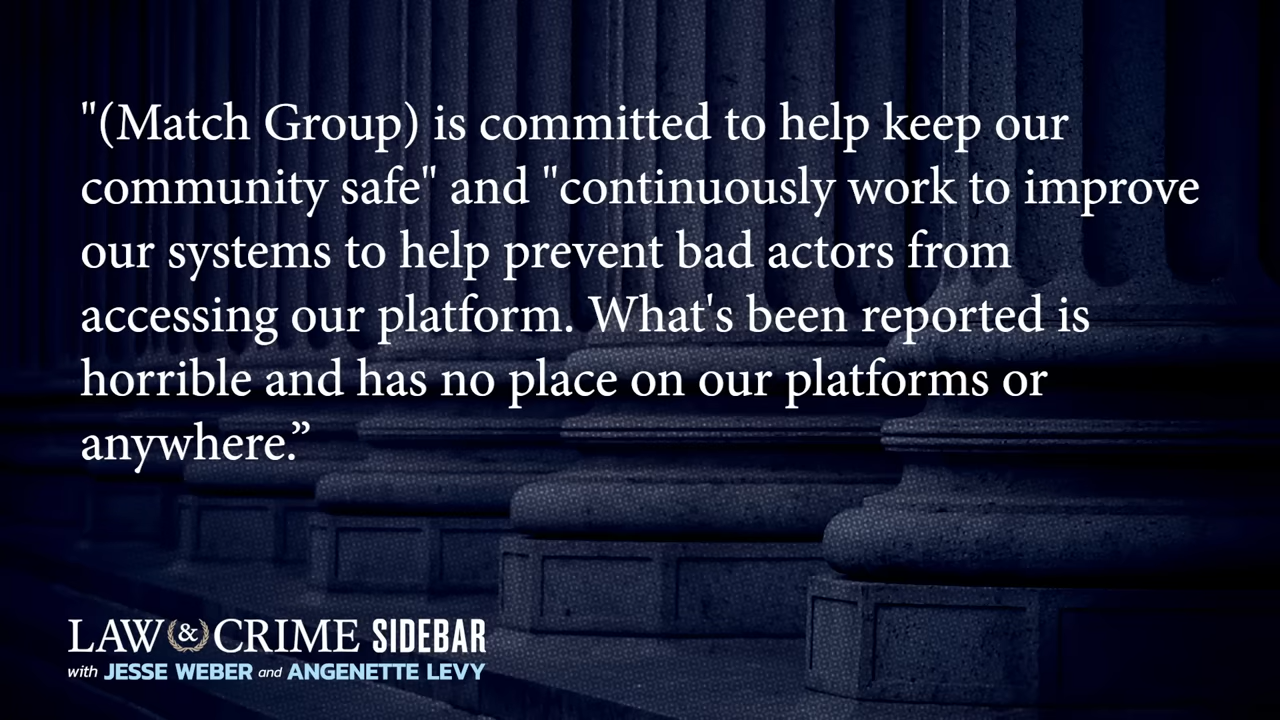 "(Match Group) is committed to help keep our
community safe" and "continuously work to improve
our systems to help prevent bad actors from
accessing our platform. What's been reported is
horrible and has no place on our platforms or
anywhere.”
LAW & CRIME SIDEBAR
with JESSE WEBER and ANGENETTE LEVY